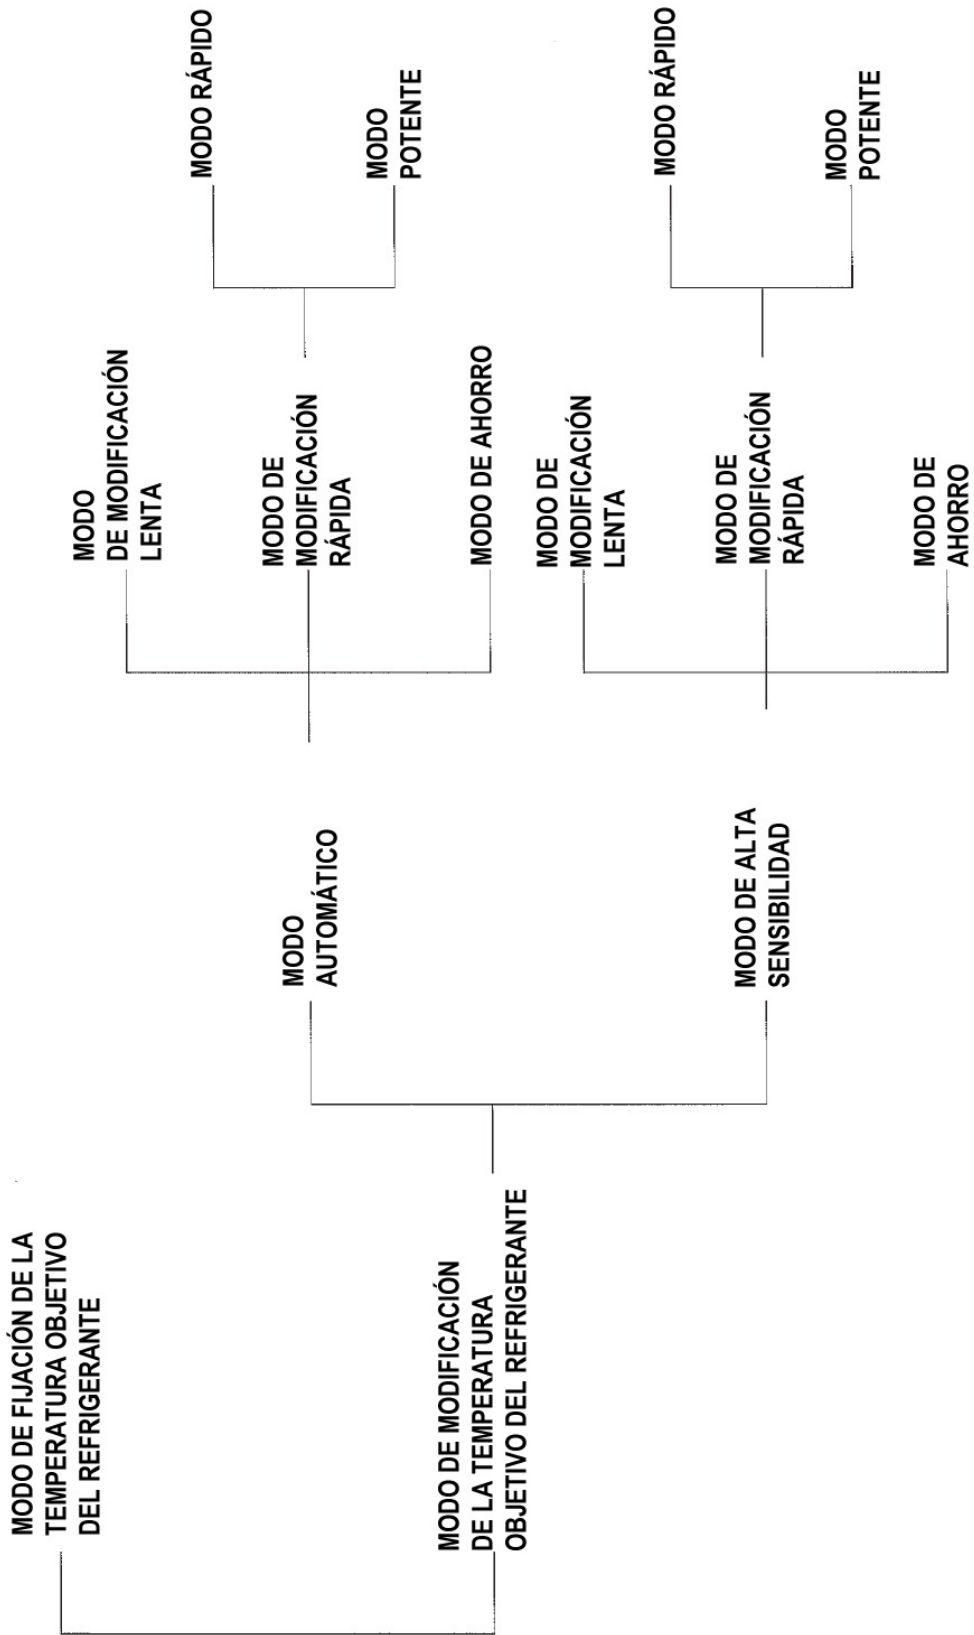 MODO DE FIJACIÓN DE LA
TEMPERATURA OBJETIVO
DEL REFRIGERANTE
MODO DE MODIFICACIÓN
DE LA TEMPERATURA
OBJETIVO DEL REFRIGERANTE
MODO
AUTOMÁTICO
MODO DE ALTA
SENSIBILIDAD
MODO
DE MODIFICACIÓN
LENTA
MODO DE
MODIFICACIÓN
RÁPIDA
MODO DE AHORRO
MODO DE
MODIFICACIÓN
LENTA
MODO DE
MODIFICACIÓN
RÁPIDA
MODO DE
AHORRO
MODO RÁPIDO
MODO
POTENTE
MODO RÁPIDO
MODO
POTENTE